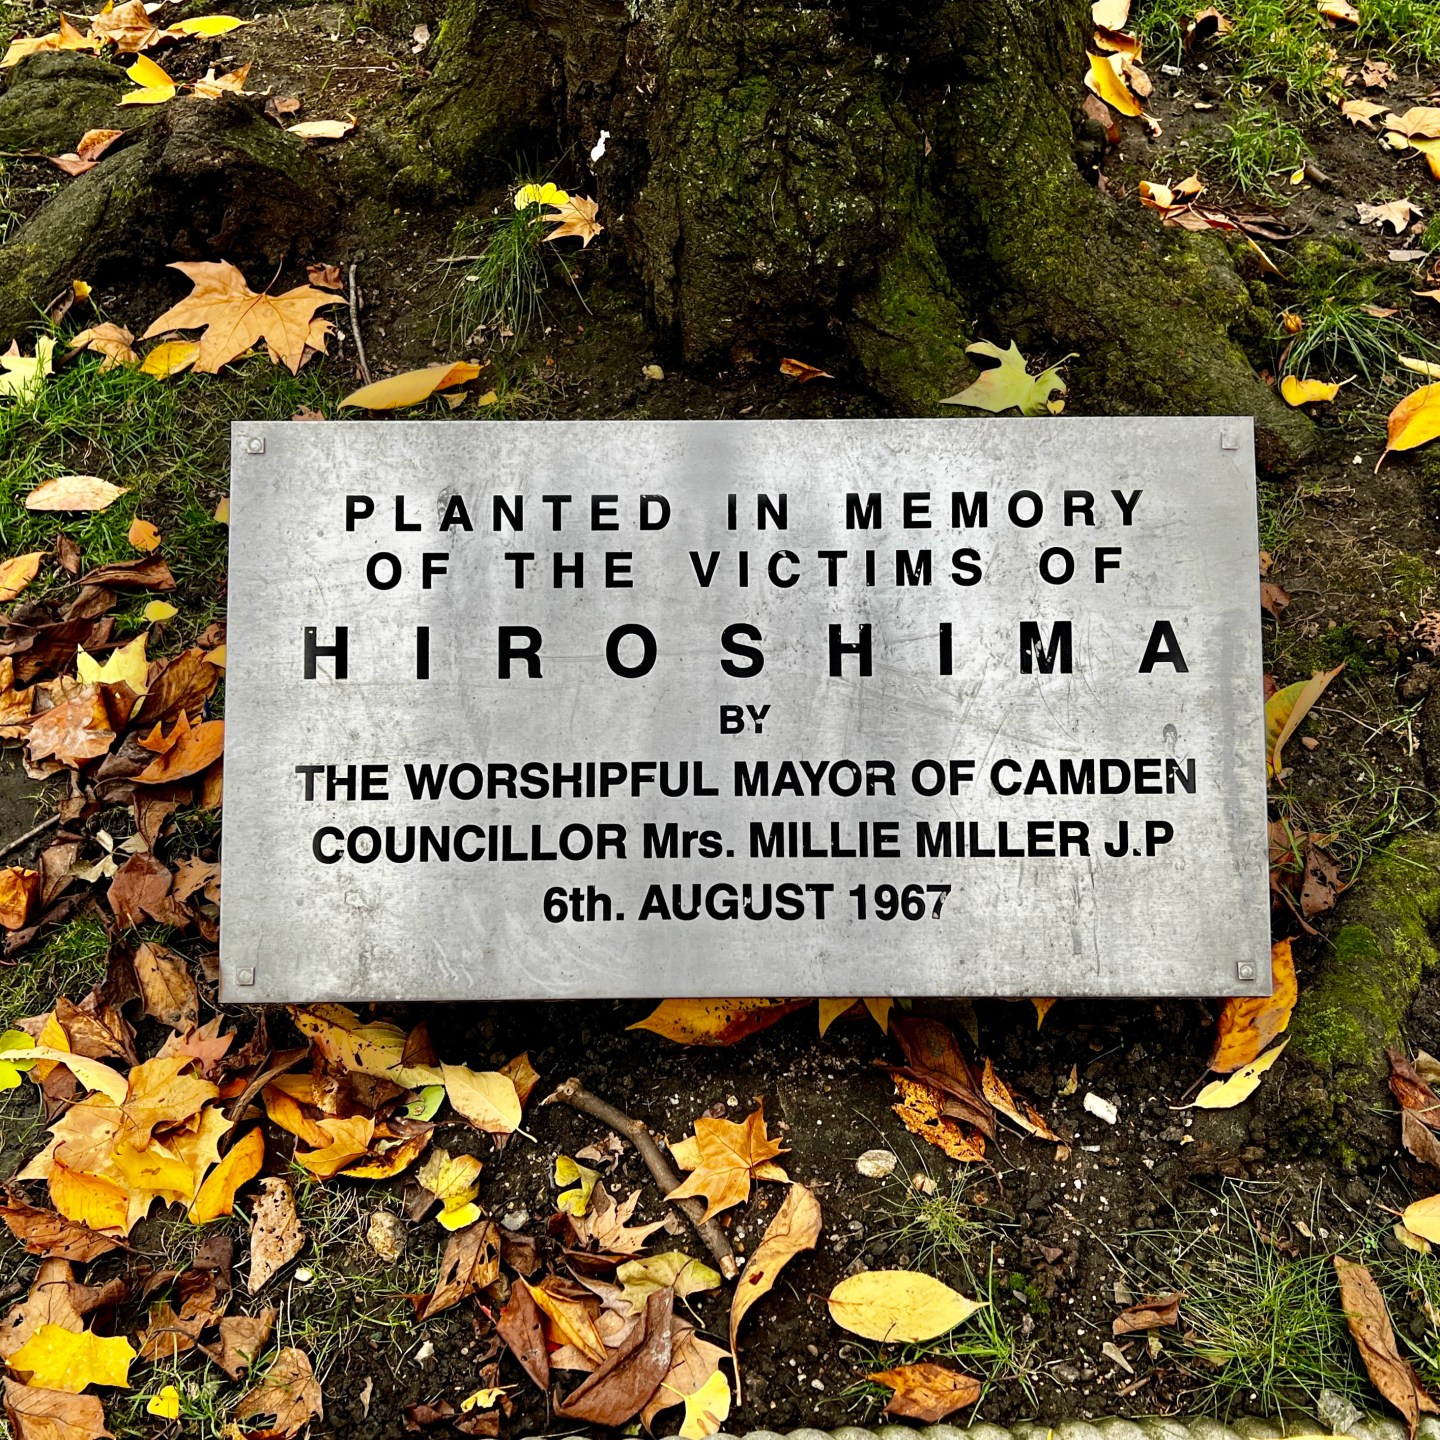 PLANTED IN MEMORY
OF THE VICTIMS OF
HIROSHIMA
BY
THE WORSHIPFUL MAYOR OF CAMDEN
COUNCILLOR Mrs. MILLIE MILLER J.P
6th. AUGUST 1967